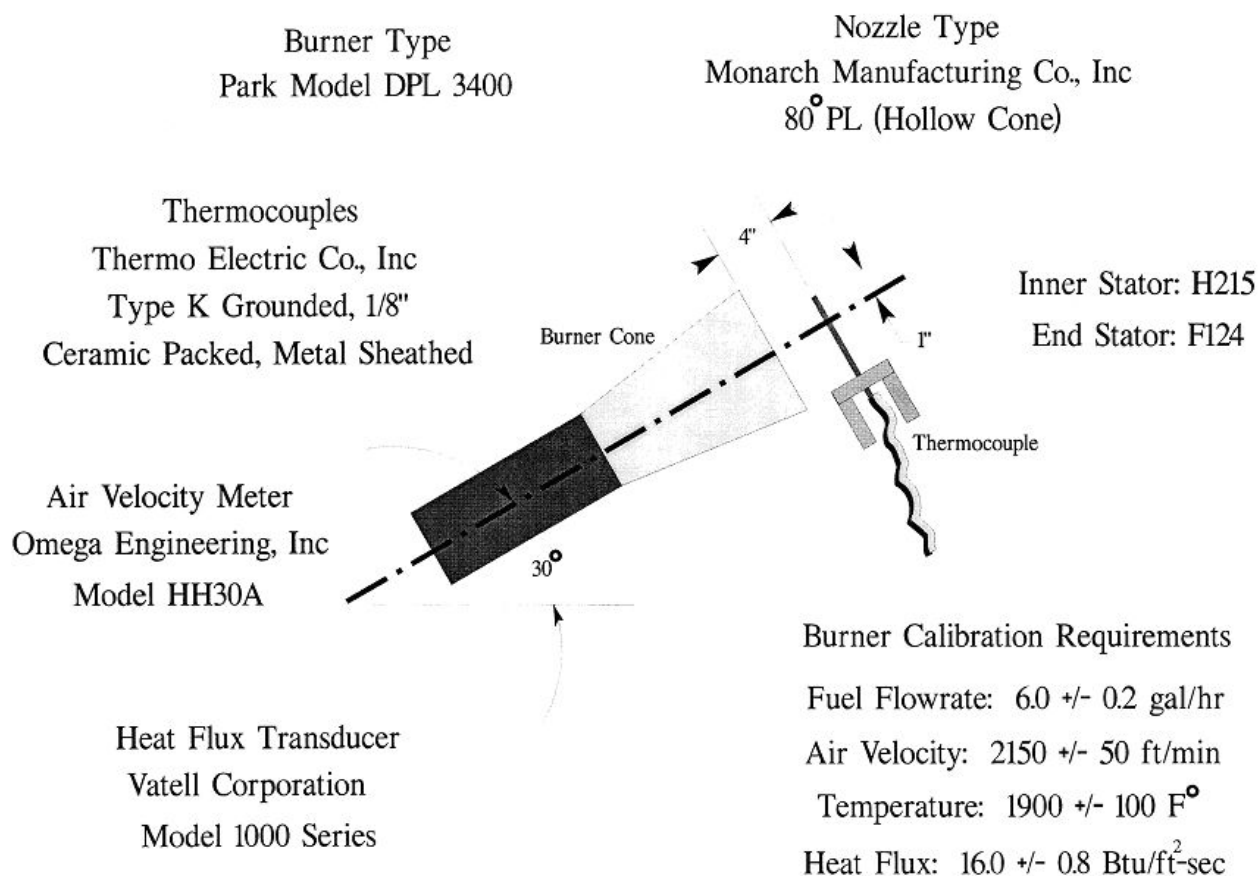 Burner Type
Park Model DPL 3400
Nozzle Type
Monarch Manufacturing Co., Inc
80° PL (Hollow Cone)
Thermocouples
Thermo Electric Co., Inc
Type K Grounded, 1/8"
Ceramic Packed, Metal Sheathed
4"
Burner Cone
1"
Inner Stator: H215
End Stator: F124
Thermocouple
Air Velocity Meter
Omega Engineering, Inc
Model HH30A
30°
Heat Flux Transducer
Vatell Corporation
Model 1000 Series
Burner Calibration Requirements
Fuel Flowrate: 6.0 +/- 0.2 gal/hr
Air Velocity: 2150 +/- 50 ft/min
Temperature: 1900 +/- 100 F°
Heat Flux: 16.0 +/- 0.8 Btu/ft²-sec